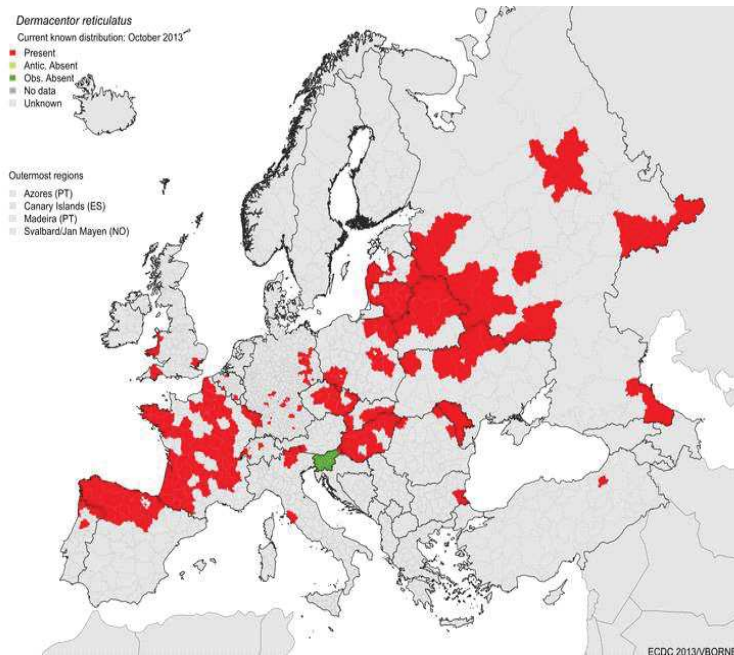 Dermacentor reticulatus
Current known distribution: October 2013
Present
Antic. Absent
Obs. Absent
No data
Unknown
Outermost regions
Azores (PT)
Canary Islands (ES)
Madeira (PT)
Svalbard/Jan Mayen (NO)
ECDC 2013/VBORNE